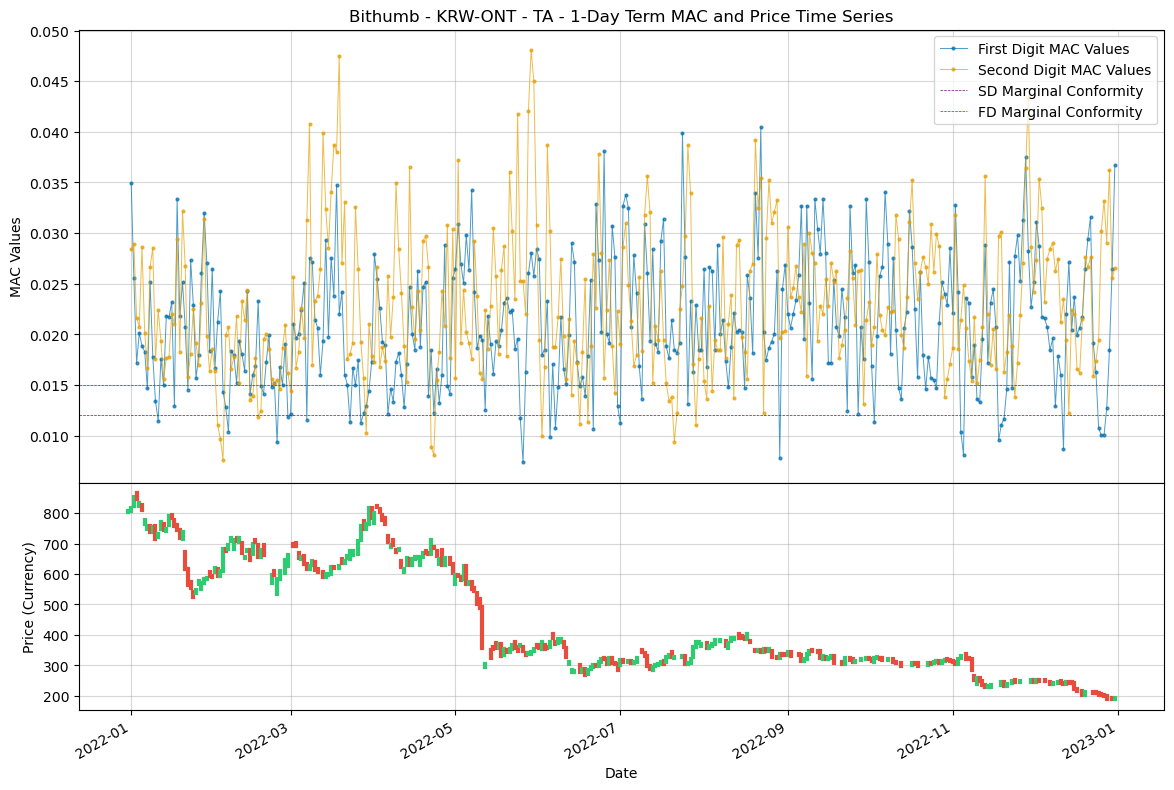 Bithumb - KRW-ONT - TA - 1-Day Term MAC and Price Time Series
First Digit MAC Values
Second Digit MAC Values
SD Marginal Conformity
FD Marginal Conformity
MAC Values
0.050
0.045
0.040
0.035
0.030
0.025
0.020
0.015
0.010
Price (Currency)
800
700
600
500
400
300
200
2022-01
2022-03
2022-05
2022-07
2022-09
2022-11
2023-01
Date